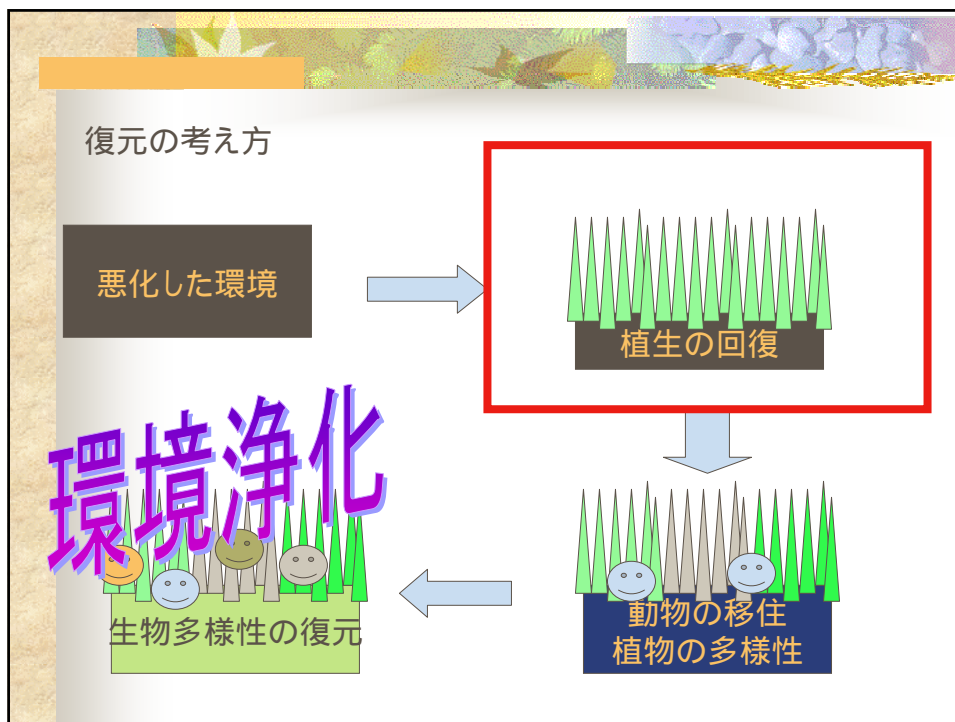 復元の考え方
悪化した環境
植生の回復
動物の移住
植物の多様性
環境浄化
生物多様性の復元